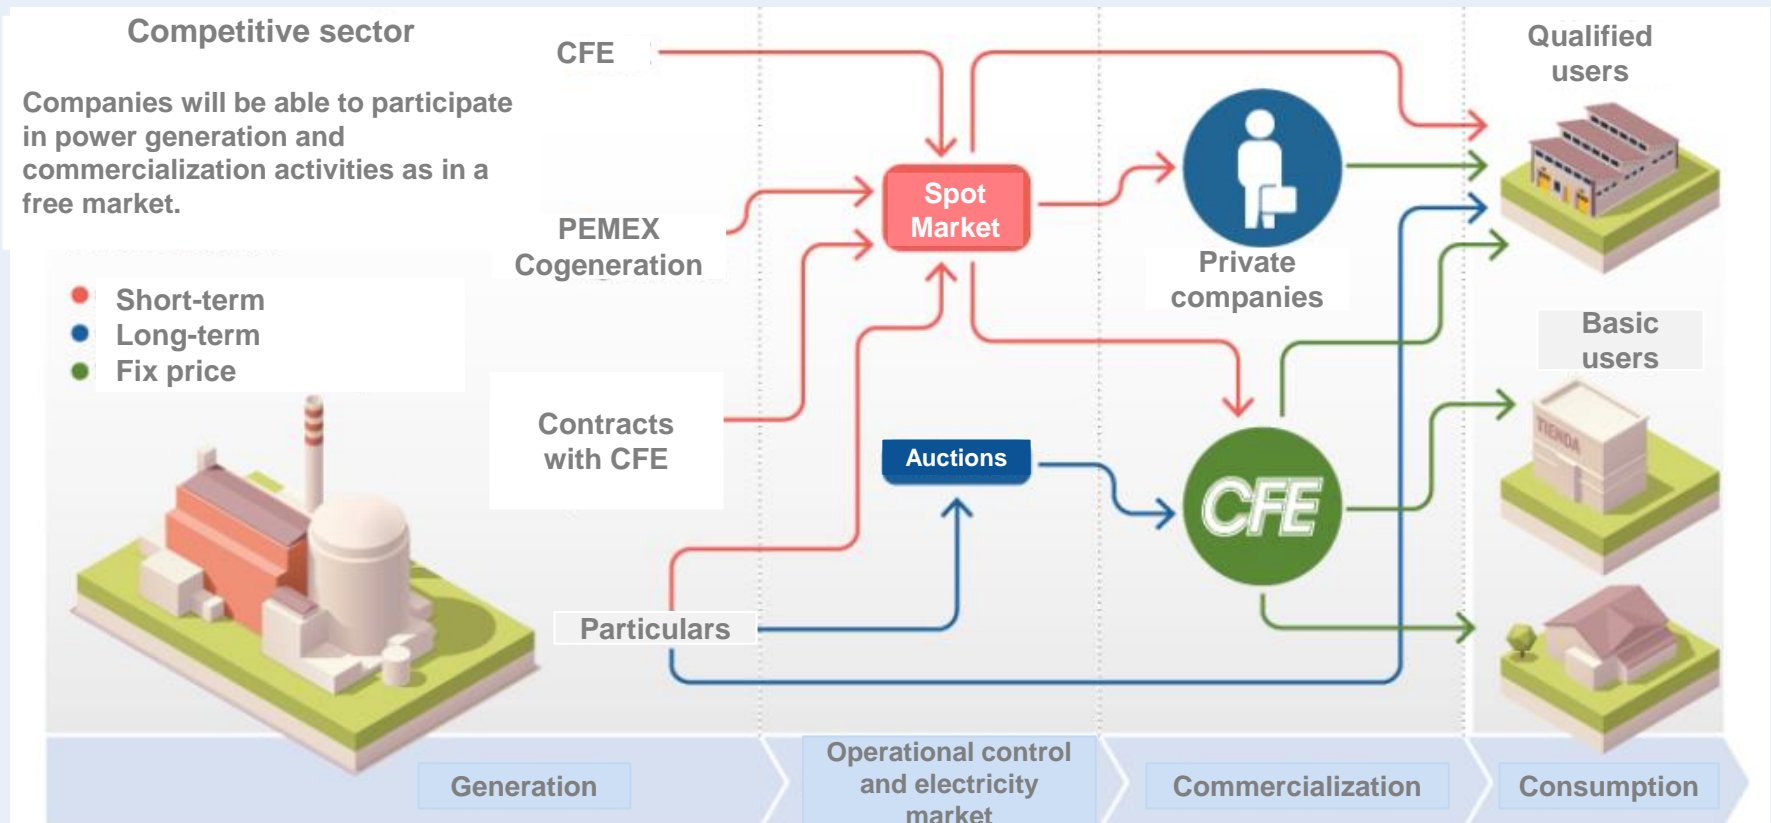 Competitive sector
Companies will be able to participate
in power generation and
commercialization activities as in a
free market.
Short-term
Long-term
Fix price
CFE
PEMEX
Cogeneration
Contracts
with CFE
Particulars
Spot
Market
Auctions
Private
companies
CFE
Qualified
users
Basic
users
TIENDA
Generation
Operational control
and electricity
market
Commercialization
Consumption